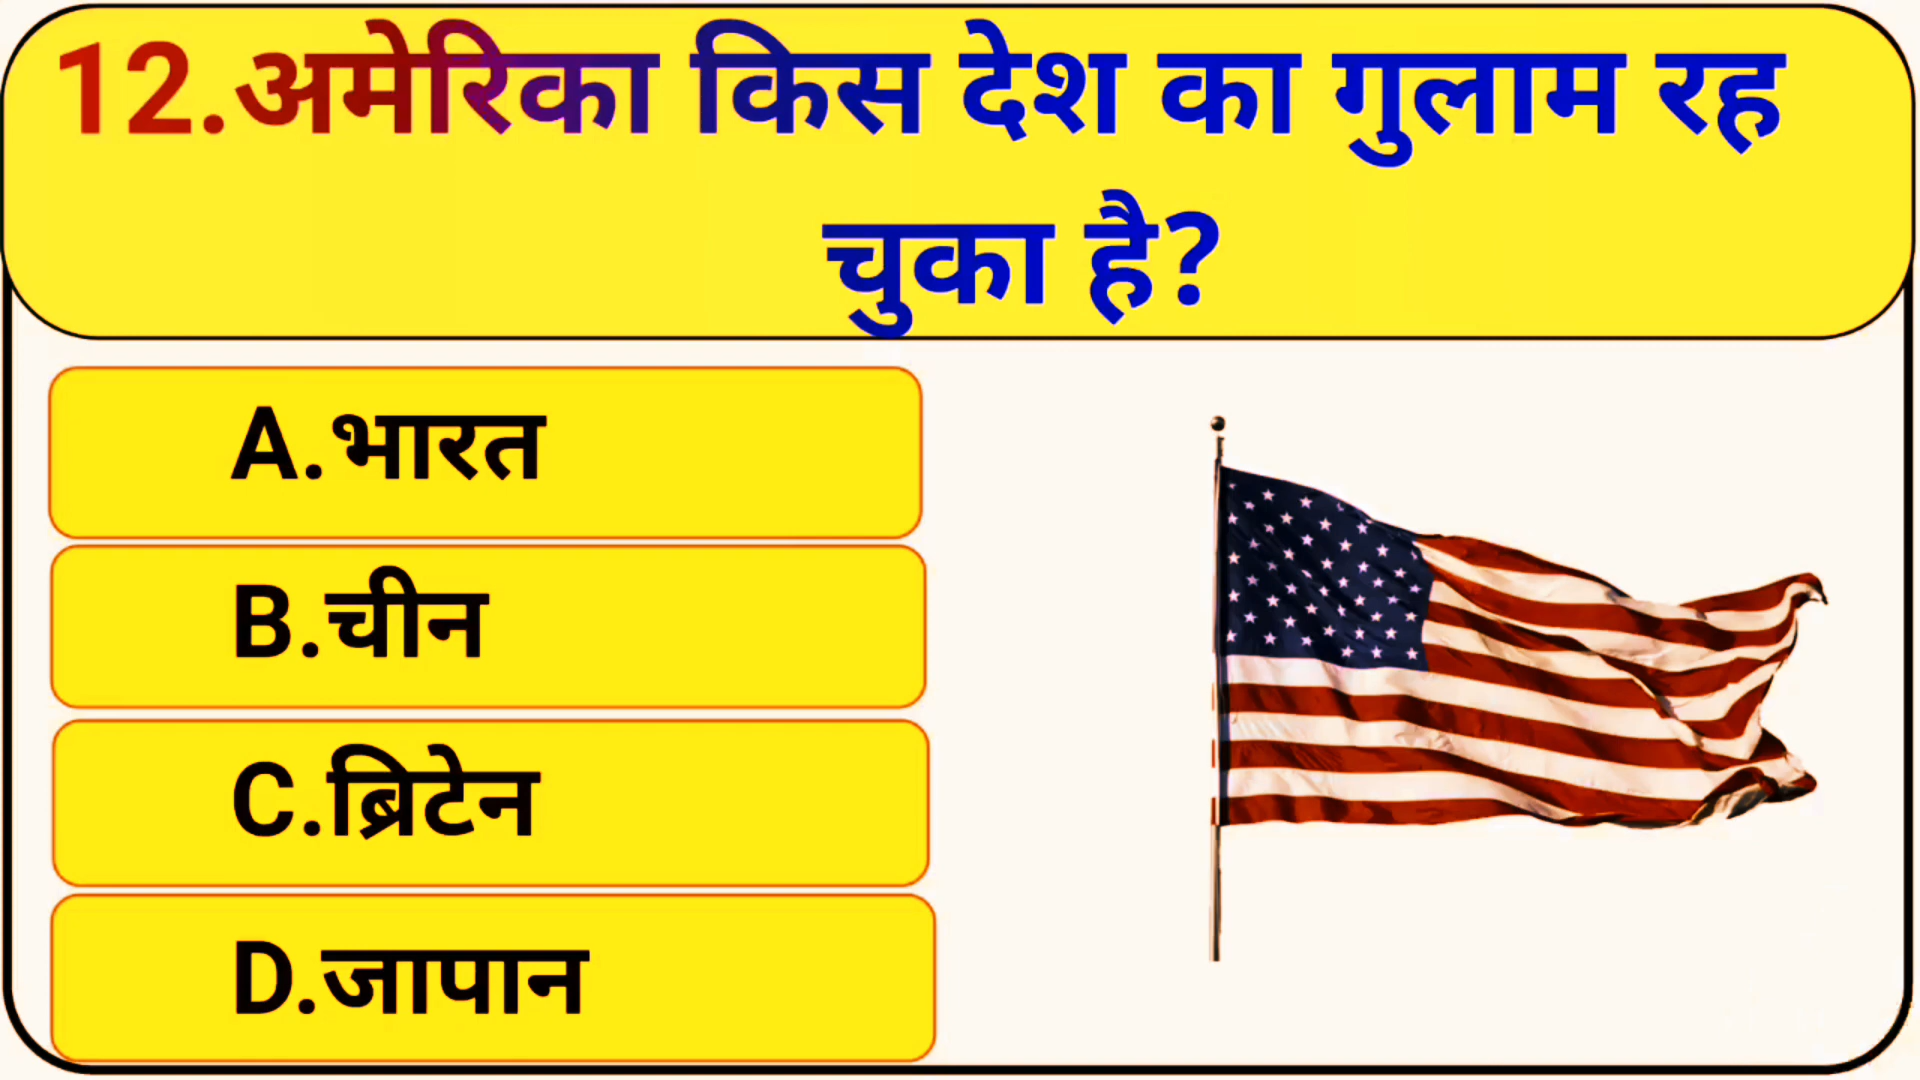 12.अमेरिका किस देश का गुलाम रह
चुका है?
A.भारत
B.चीन
C.ब्रिटेन
D.जापान